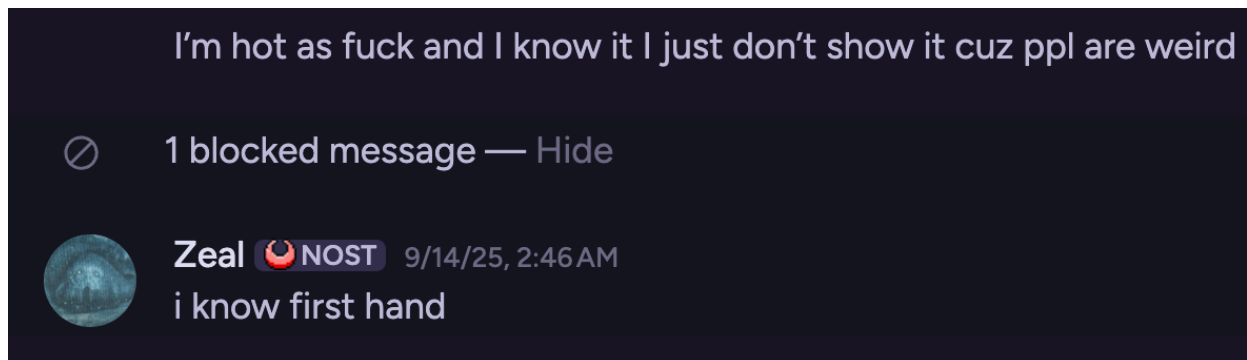 I’m hot as fuck and I know it I just don’t show it cuz ppl are weird
1 blocked message — Hide
Zeal NOST 9/14/25, 2:46 AM
i know first hand